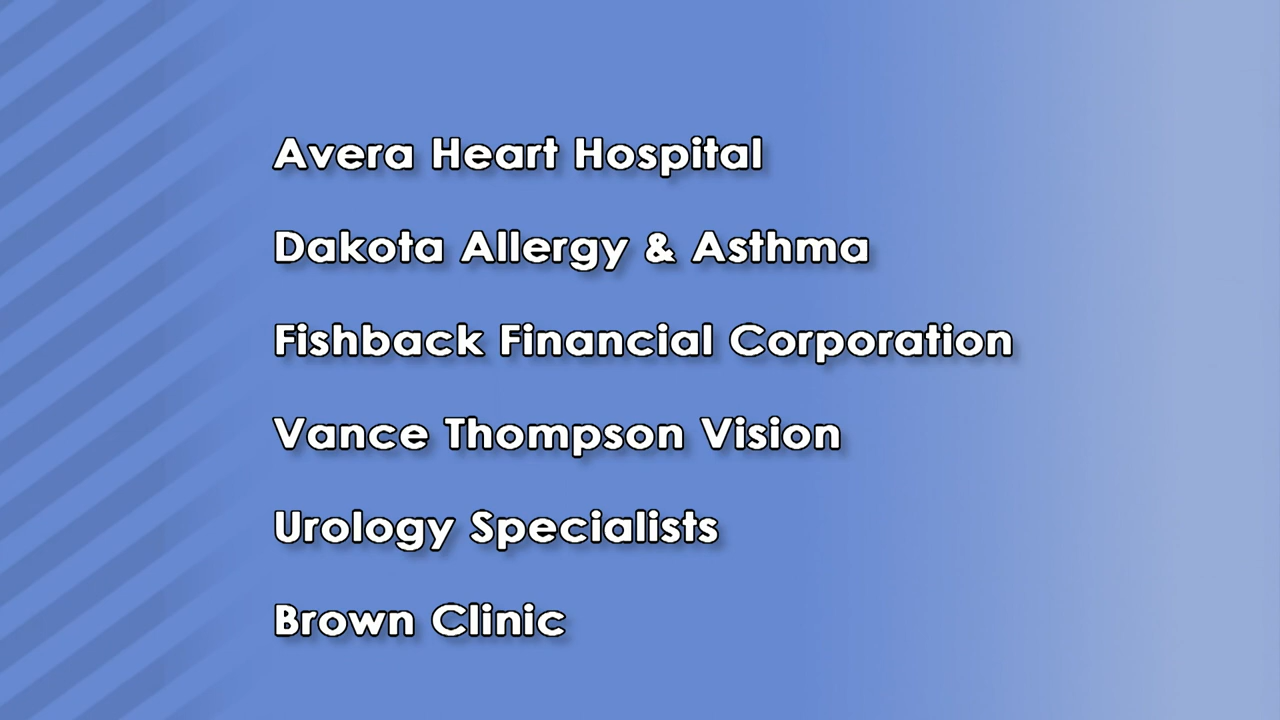 Avera Heart Hospital
Dakota Allergy & Asthma
Fishback Financial Corporation
Vance Thompson Vision
Urology Specialists
Brown Clinic